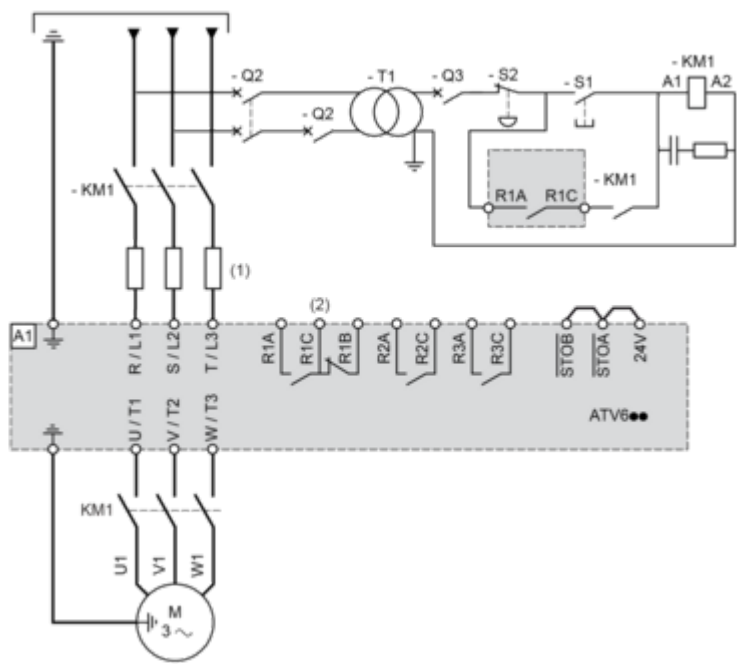 - Q2
- T1
- Q3
- S2
- S1
- KM1
A1
A2
- Q2
- KM1
R1A
R1C
- KM1
(1)
(2)
A1
R / L1
S / L2
T / L3
R1A
R1C
R1B
R2A
R2C
R3A
R3C
STOB
STOA
24V
U / T1
V / T2
W / T3
ATV6●●
KM1
U1
V1
W1
M
3 ~